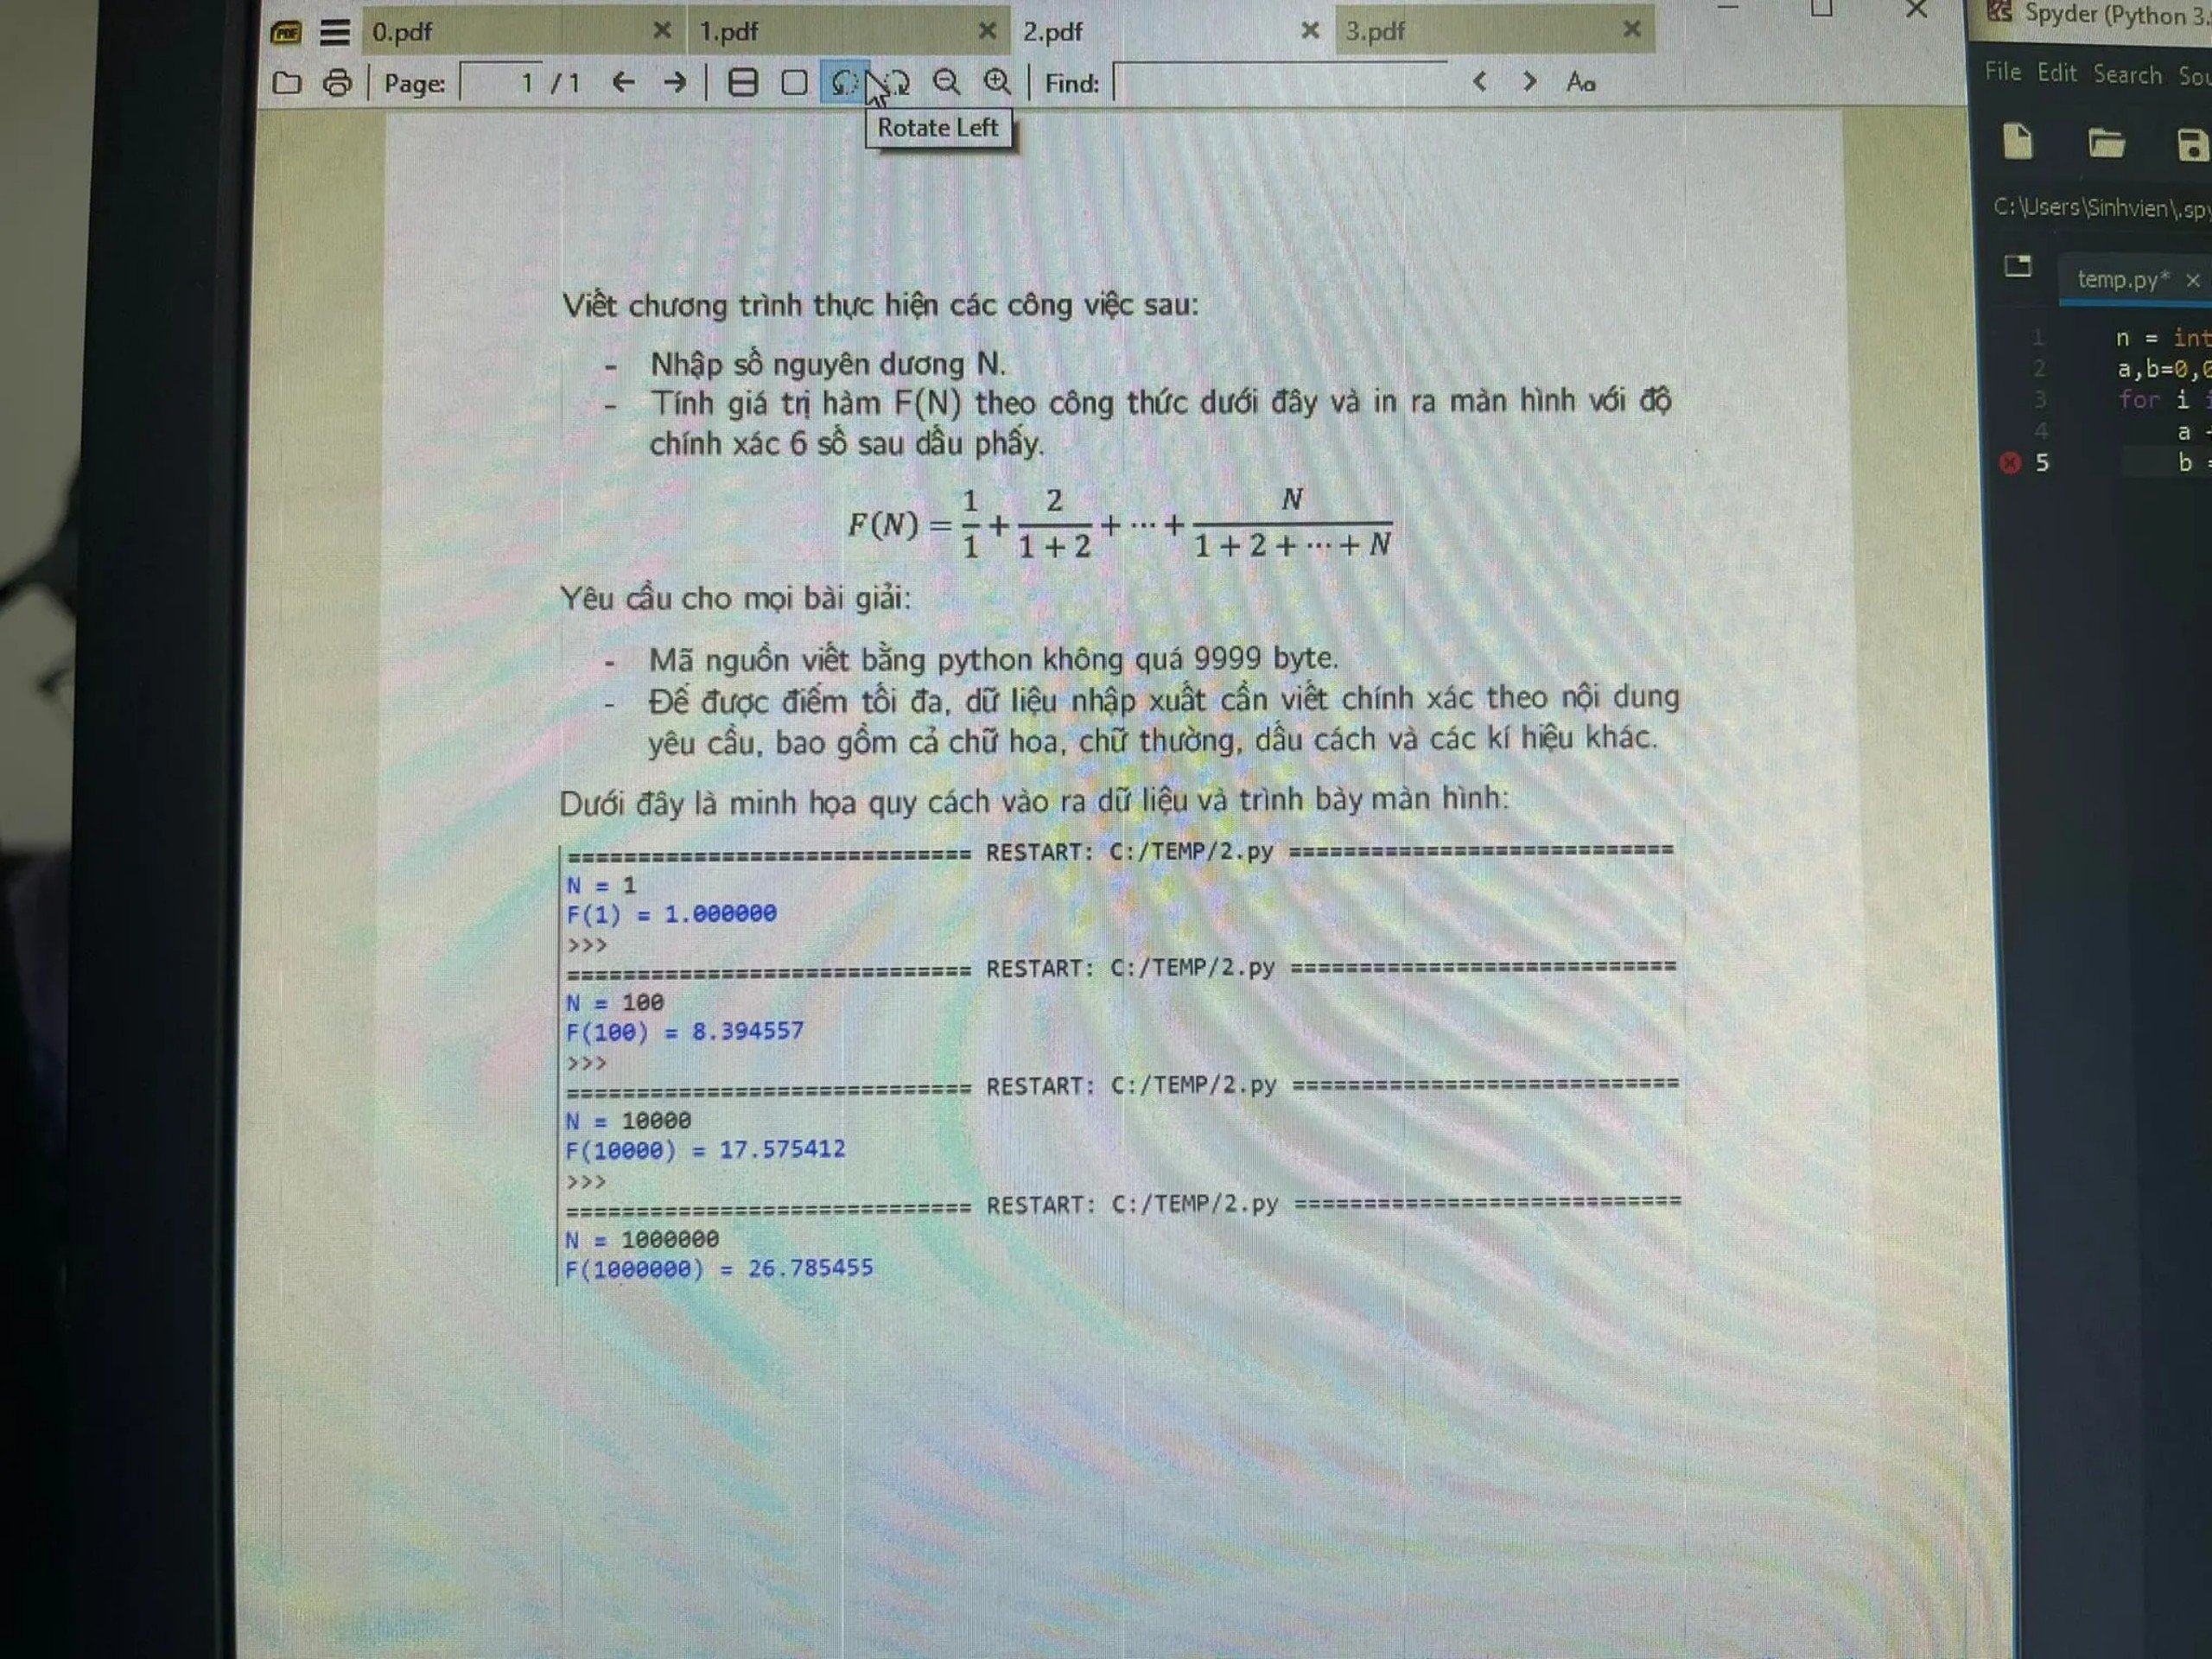 0.pdf 1.pdf 2.pdf 3.pdf
Page: 1 / 1 Find: Aa
Rotate Left
Viết chương trình thực hiện các công việc sau:
- Nhập số nguyên dương N.
- Tính giá trị hàm F(N) theo công thức dưới đây và in ra màn hình với độ
chính xác 6 số sau dấu phẩy.
F(N) = 1/1 + 2/(1 + 2) + ⋯ + N/(1 + 2 + ⋯ + N)
Yêu cầu cho mọi bài giải:
- Mã nguồn viết bằng python không quá 9999 byte.
- Để được điểm tối đa, dữ liệu nhập xuất cần viết chính xác theo nội dung
yêu cầu, bao gồm cả chữ hoa, chữ thường, dấu cách và các kí hiệu khác.
Dưới đây là minh họa quy cách vào ra dữ liệu và trình bày màn hình:
============================= RESTART: C:/TEMP/2.py ============================
N = 1
F(1) = 1.000000
>>>
============================= RESTART: C:/TEMP/2.py ============================
N = 100
F(100) = 8.394557
>>>
============================= RESTART: C:/TEMP/2.py ============================
N = 10000
F(10000) = 17.575412
>>>
============================= RESTART: C:/TEMP/2.py ============================
N = 1000000
F(1000000) = 26.785455
Spyder (Python 3.
File Edit Search
C:\Users\Sinhvien\.spy
temp.py*
1 n = int
2 a,b=0,
3 for i
4 a
5 b